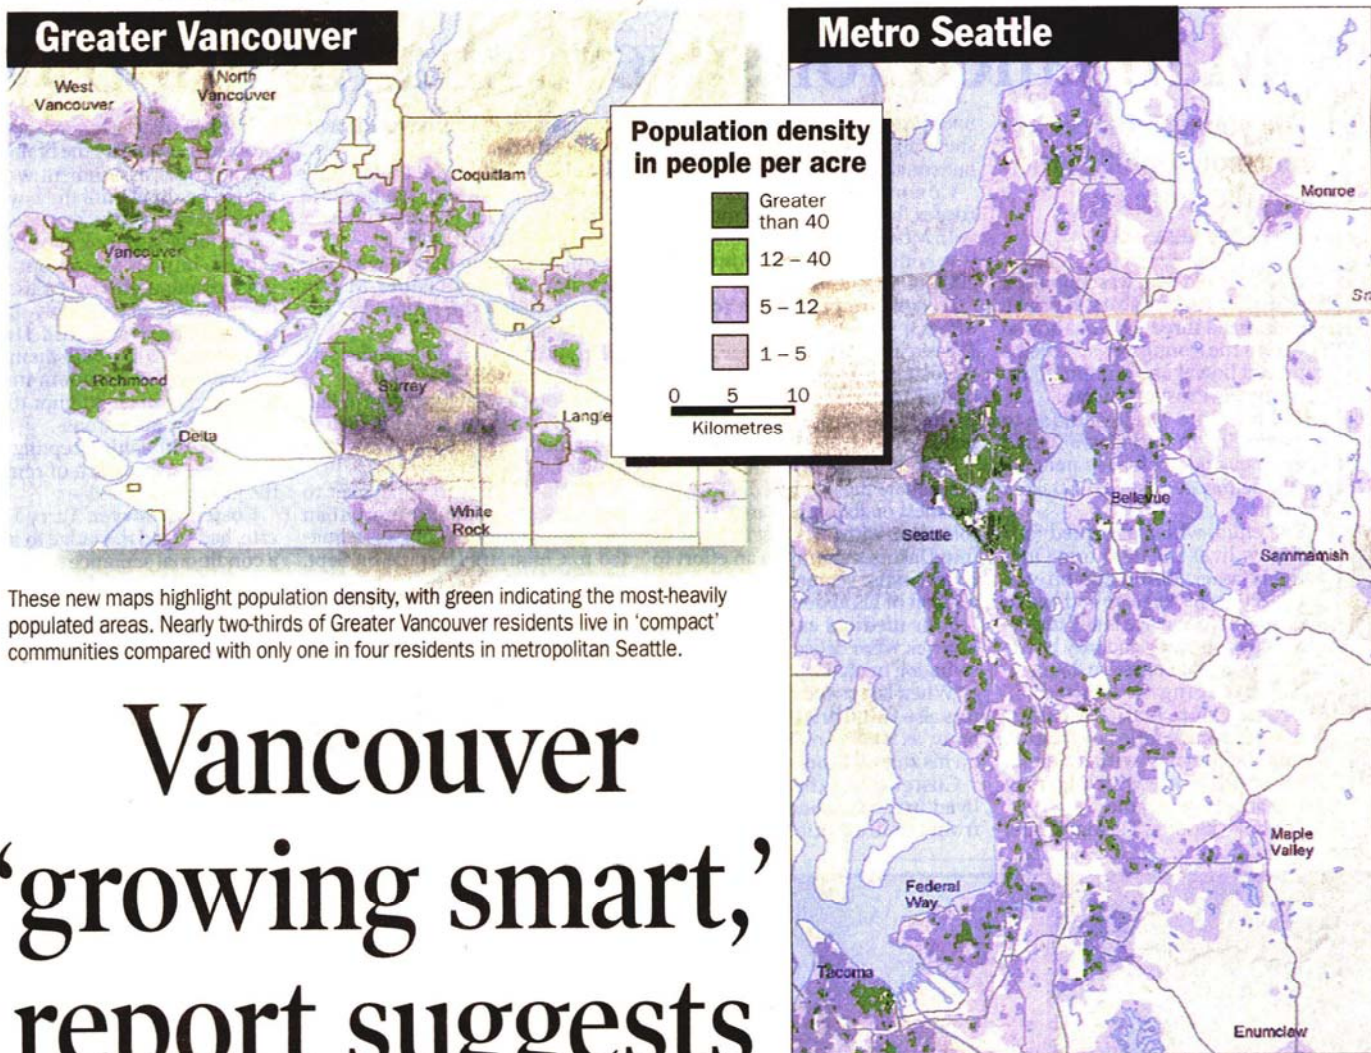 Greater Vancouver
West
Vancouver
North
Vancouver
Coquitlam
Vancouver
Richmond
Surrey
Delta
Langle
White
Rock
Population density
in people per acre
Greater
than 40
12 – 40
5 – 12
1 – 5
0 5 10
Kilometres
Metro Seattle
Monroe
Sn
Seattle
Bellevue
Sammamish
Maple
Valley
Federal
Way
Tacoma
Enumclaw
These new maps highlight population density, with green indicating the most-heavily
populated areas. Nearly two-thirds of Greater Vancouver residents live in ‘compact’
communities compared with only one in four residents in metropolitan Seattle.
Vancouver
‘growing smart,’
report suggests